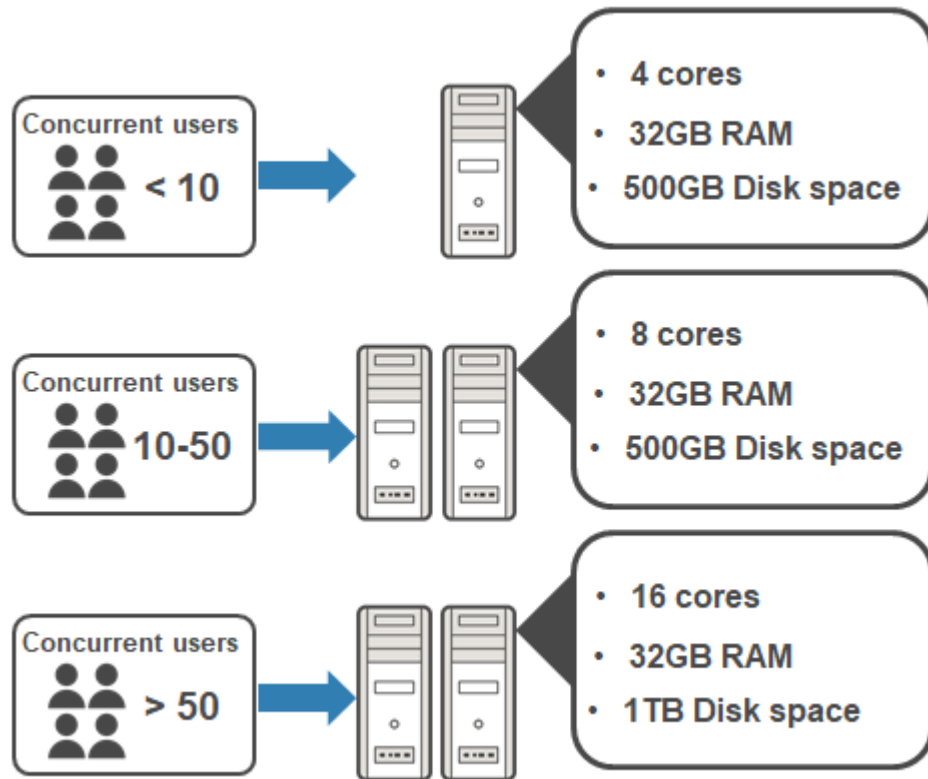 Concurrent users
< 10
• 4 cores
• 32GB RAM
• 500GB Disk space
Concurrent users
10-50
• 8 cores
• 32GB RAM
• 500GB Disk space
Concurrent users
> 50
• 16 cores
• 32GB RAM
• 1TB Disk space